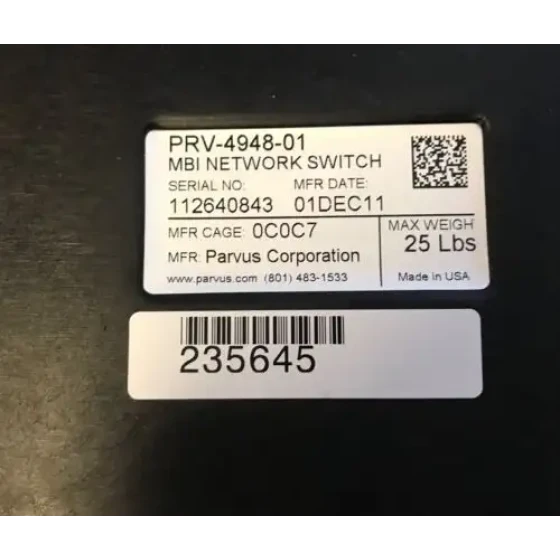 PRV-4948-01
MBI NETWORK SWITCH
SERIAL NO: MFR DATE:
112640843 01DEC11
MFR CAGE: 0C0C7
MAX WEIGH
25 Lbs
MFR: Parvus Corporation
www.parvus.com (801) 483-1533
Made in USA
235645